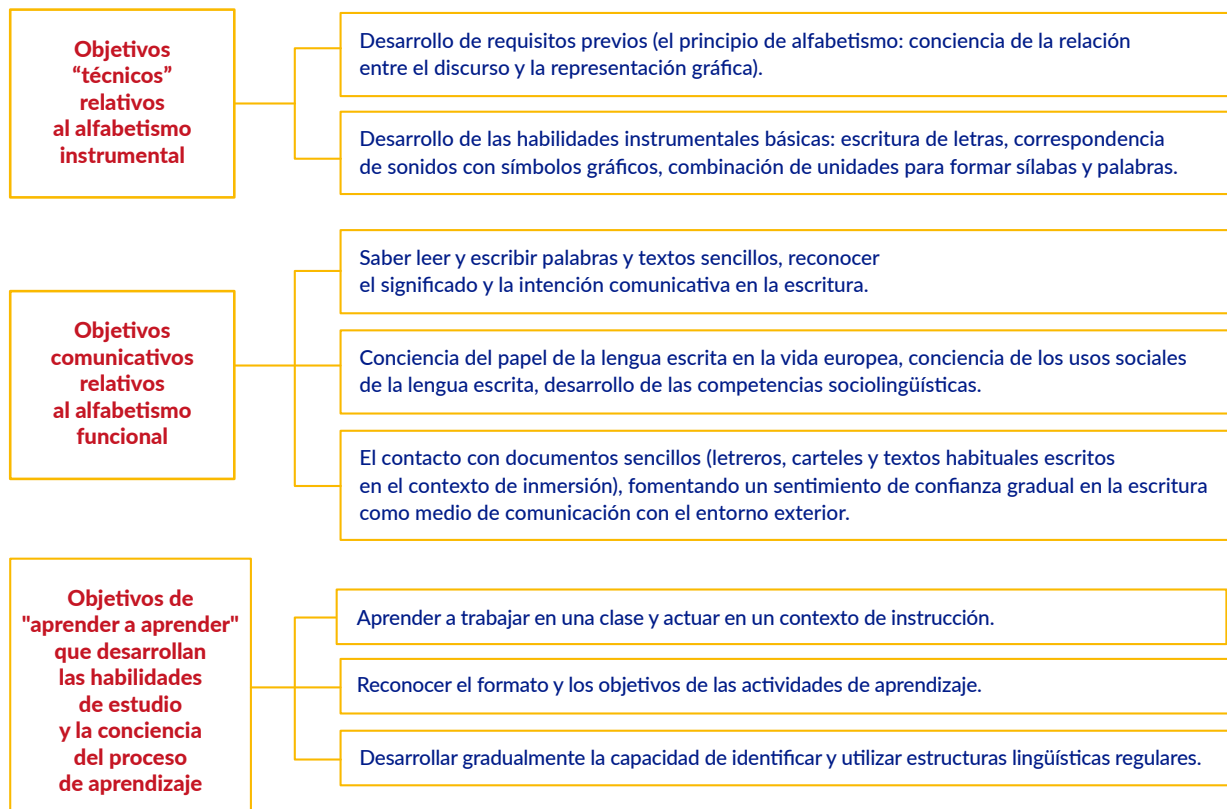 Objetivos
“técnicos”
relativos
al alfabetismo
instrumental
Desarrollo de requisitos previos (el principio de alfabetismo: conciencia de la relación
entre el discurso y la representación gráfica).
Desarrollo de las habilidades instrumentales básicas: escritura de letras, correspondencia
de sonidos con símbolos gráficos, combinación de unidades para formar sílabas y palabras.
Objetivos
comunicativos
relativos
al alfabetismo
funcional
Saber leer y escribir palabras y textos sencillos, reconocer
el significado y la intención comunicativa en la escritura.
Conciencia del papel de la lengua escrita en la vida europea, conciencia de los usos sociales
de la lengua escrita, desarrollo de las competencias sociolingüísticas.
El contacto con documentos sencillos (letreros, carteles y textos habituales escritos
en el contexto de inmersión), fomentando un sentimiento de confianza gradual en la escritura
como medio de comunicación con el entorno exterior.
Objetivos de
"aprender a aprender"
que desarrollan
las habilidades
de estudio
y la conciencia
del proceso
de aprendizaje
Aprender a trabajar en una clase y actuar en un contexto de instrucción.
Reconocer el formato y los objetivos de las actividades de aprendizaje.
Desarrollar gradualmente la capacidad de identificar y utilizar estructuras lingüísticas regulares.